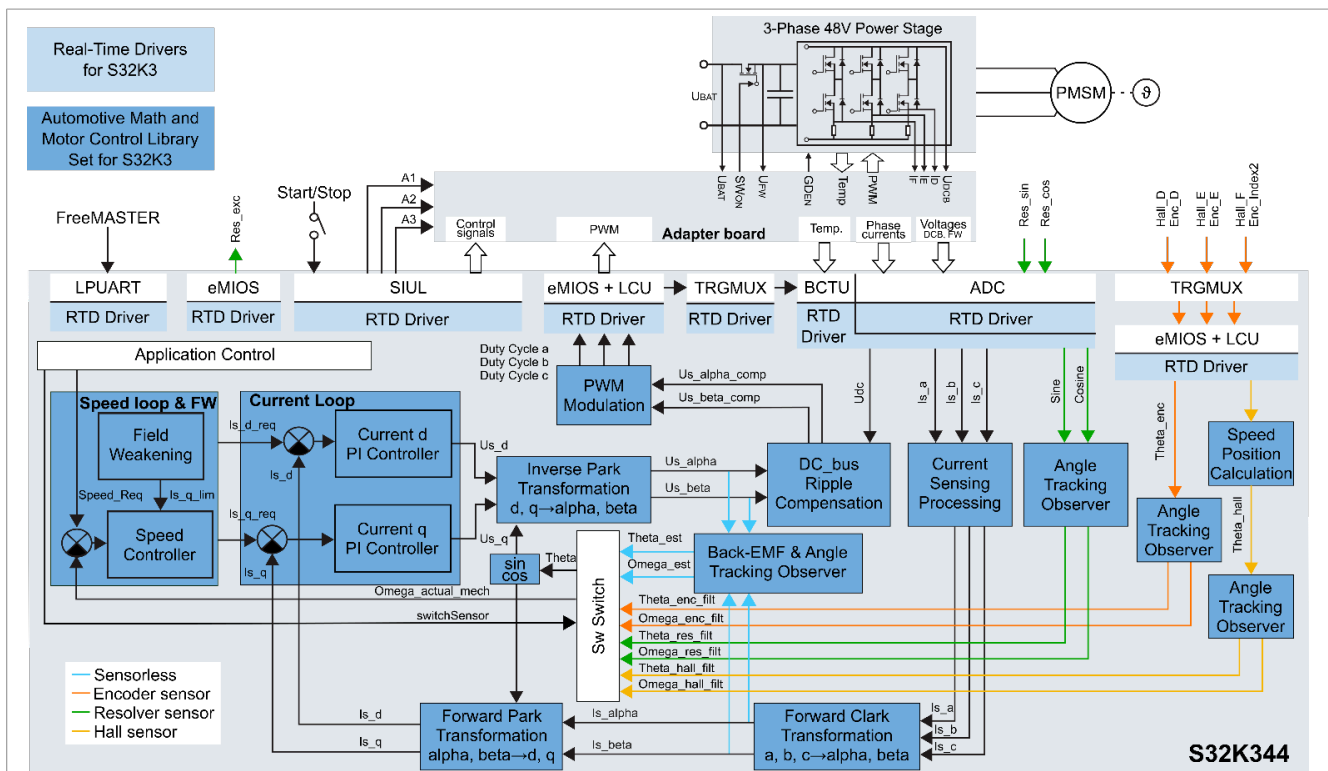 Real-Time Drivers
for S32K3
Automotive Math and
Motor Control Library
Set for S32K3
3-Phase 48V Power Stage
UBAT
PMSM
ϑ
UBAT
SWON
UFW
GDEN
Temp
PWM
IF
IE
ID
UDCB
FreeMASTER
Res_exc
Start/Stop
A1
A2
A3
Control
signals
PWM
Adapter board
Temp.
Phase
currents
Voltages
DCB, FW
Res_sin
Res_cos
Hall_D
Enc_D
Hall_E
Enc_E
Hall_F
Enc_Index2
LPUART
RTD Driver
eMIOS
RTD Driver
SIUL
RTD Driver
eMIOS + LCU
RTD Driver
TRGMUX
RTD Driver
BCTU
RTD
Driver
ADC
RTD Driver
TRGMUX
eMIOS + LCU
RTD Driver
Application Control
Duty Cycle a
Duty Cycle b
Duty Cycle c
PWM
Modulation
Us_alpha_comp
Us_beta_comp
Udc
Is_a
Is_b
Is_c
Sine
Cosine
Theta_enc
Speed
Position
Calculation
Theta_hall
Speed loop & FW
Field
Weakening
Speed_Req
Is_q_lim
Speed
Controller
Is_d_req
Is_d
Is_q_req
Is_q
Current Loop
Current d
PI Controller
Current q
PI Controller
Us_d
Us_q
Inverse Park
Transformation
d, q→alpha, beta
Us_alpha
Us_beta
DC_bus
Ripple
Compensation
Current
Sensing
Processing
Angle
Tracking
Observer
Angle
Tracking
Observer
Angle
Tracking
Observer
sin
cos
Theta
Sw Switch
Theta_est
Omega_est
Back-EMF & Angle
Tracking Observer
Omega_actual_mech
switchSensor
Theta_enc_filt
Omega_enc_filt
Theta_res_filt
Omega_res_filt
Theta_hall_filt
Omega_hall_filt
Sensorless
Encoder sensor
Resolver sensor
Hall sensor
Is_d
Is_q
Forward Park
Transformation
alpha, beta→d, q
Is_alpha
Is_beta
Forward Clark
Transformation
a, b, c→alpha, beta
Is_a
Is_b
Is_c
S32K344